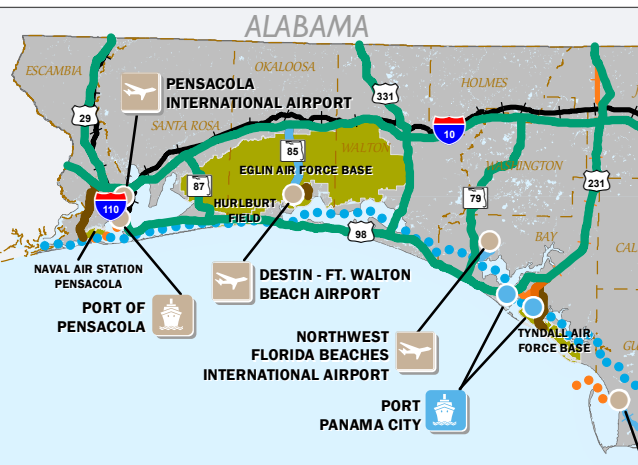 ALABAMA
ESCAMBIA
OKALOOSA
HOLMES
PENSACOLA
INTERNATIONAL AIRPORT
331
29
SANTA ROSA
10
85
WALTON
WASHINGTON
EGLIN AIR FORCE BASE
87
79
231
110
HURLBURT
FIELD
98
BAY
CAL
NAVAL AIR STATION
PENSACOLA
DESTIN - FT. WALTON
BEACH AIRPORT
PORT OF
PENSACOLA
NORTHWEST
FLORIDA BEACHES
INTERNATIONAL AIRPORT
TYNDALL AIR
FORCE BASE
GU
PORT
PANAMA CITY